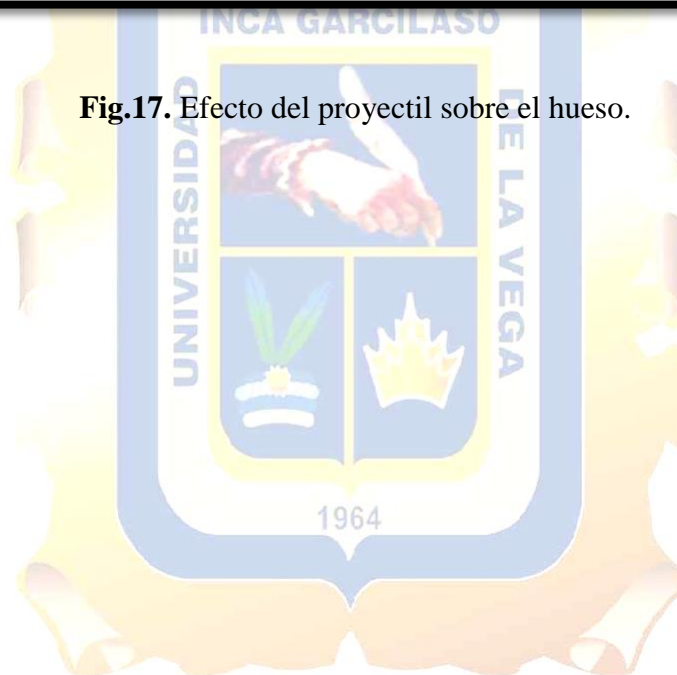 INCA GARCILASO
Fig.17. Efecto del proyectil sobre el hueso.
UNIVERSIDAD
DE LA VEGA
1964